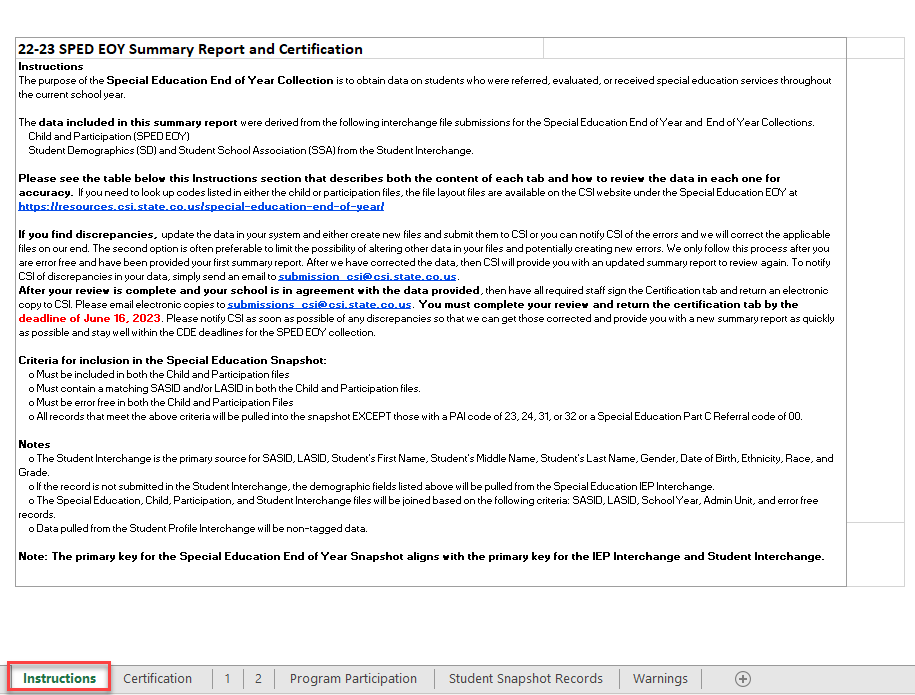 22-23 SPED EOY Summary Report and Certification
Instructions
The purpose of the Special Education End of Year Collection is to obtain data on students who were referred, evaluated, or received special education services throughout
the current school year.
The data included in this summary report were derived from the following interchange file submissions for the Special Education End of Year and End of Year Collections.
Child and Participation (SPED EOY)
Student Demographics (SD) and Student School Association (SSA) from the Student Interchange.
Please see the table below this Instructions section that describes both the content of each tab and how to review the data in each one for
accuracy. If you need to look up codes listed in either the child or participation files, the file layout files are available on the CSI website under the Special Education EOY at
https://resources.csi.state.co.us/special-education-end-of-year/
If you find discrepancies, update the data in your system and either create new files and submit them to CSI or you can notify CSI of the errors and we will correct the applicable
files on our end. The second option is often preferable to limit the possibility of altering other data in your files and potentially creating new errors. We only follow this process after you
are error free and have been provided your first summary report. After we have corrected the data, then CSI will provide you with an updated summary report to review again. To notify
CSI of discrepancies in your data, simply send an email to submission_csi@csi.state.co.us.
After your review is complete and your school is in agreement with the data provided, then have all required staff sign the Certification tab and return an electronic
copy to CSI. Please email electronic copies to submissions_csi@csi.state.co.us. You must complete your review and return the certification tab by the
deadline of June 16, 2023. Please notify CSI as soon as possible of any discrepancies so that we can get those corrected and provide you with a new summary report as quickly
as possible and stay well within the CDE deadlines for the SPED EOY collection.
Criteria for inclusion in the Special Education Snapshot:
o Must be included in both the Child and Participation files
o Must contain a matching SASID and/or LASID in both the Child and Participation files.
o Must be error free in both the Child and Participation Files
o All records that meet the above criteria will be pulled into the snapshot EXCEPT those with a PAI code of 23, 24, 31, or 32 or a Special Education Part C Referral code of 00.
Notes
o The Student Interchange is the primary source for SASID, LASID, Student's First Name, Student's Middle Name, Student's Last Name, Gender, Date of Birth, Ethnicity, Race, and
Grade.
o If the record is not submitted in the Student Interchange, the demographic fields listed above will be pulled from the Special Education IEP Interchange.
o The Special Education, Child, Participation, and Student Interchange files will be joined based on the following criteria: SASID, LASID, School Year, Admin Unit, and error free
records.
o Data pulled from the Student Profile Interchange will be non-tagged data.
Note: The primary key for the Special Education End of Year Snapshot aligns with the primary key for the IEP Interchange and Student Interchange.
Instructions Certification 1 2 Program Participation Student Snapshot Records Warnings